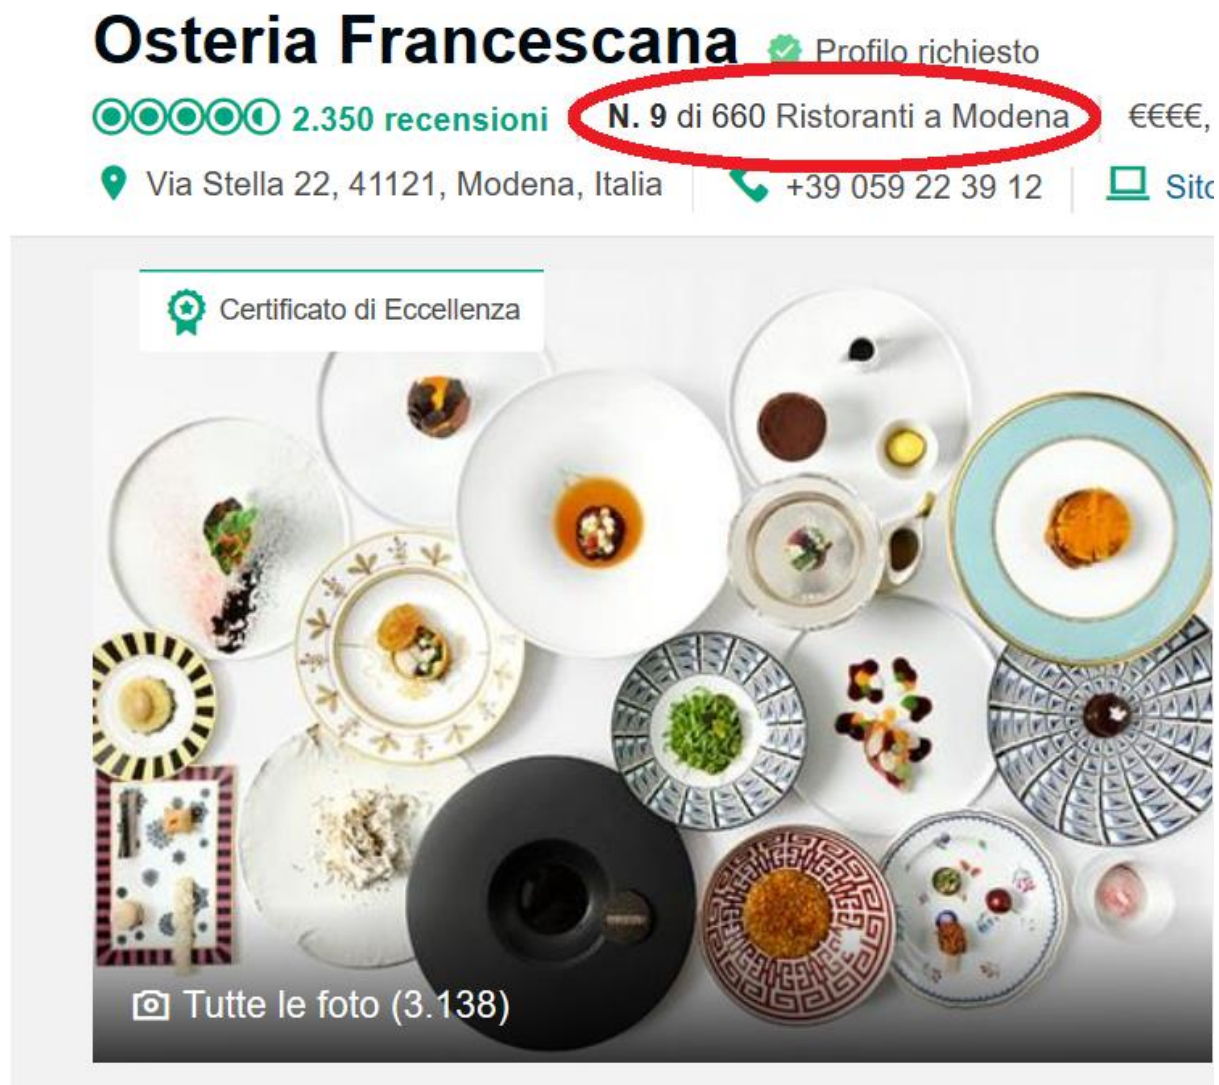 Osteria Francescana Profilo richiesto
2.350 recensioni N. 9 di 660 Ristoranti a Modena €€€€,
Via Stella 22, 41121, Modena, Italia +39 059 22 39 12 Sito
Certificato di Eccellenza
Tutte le foto (3.138)